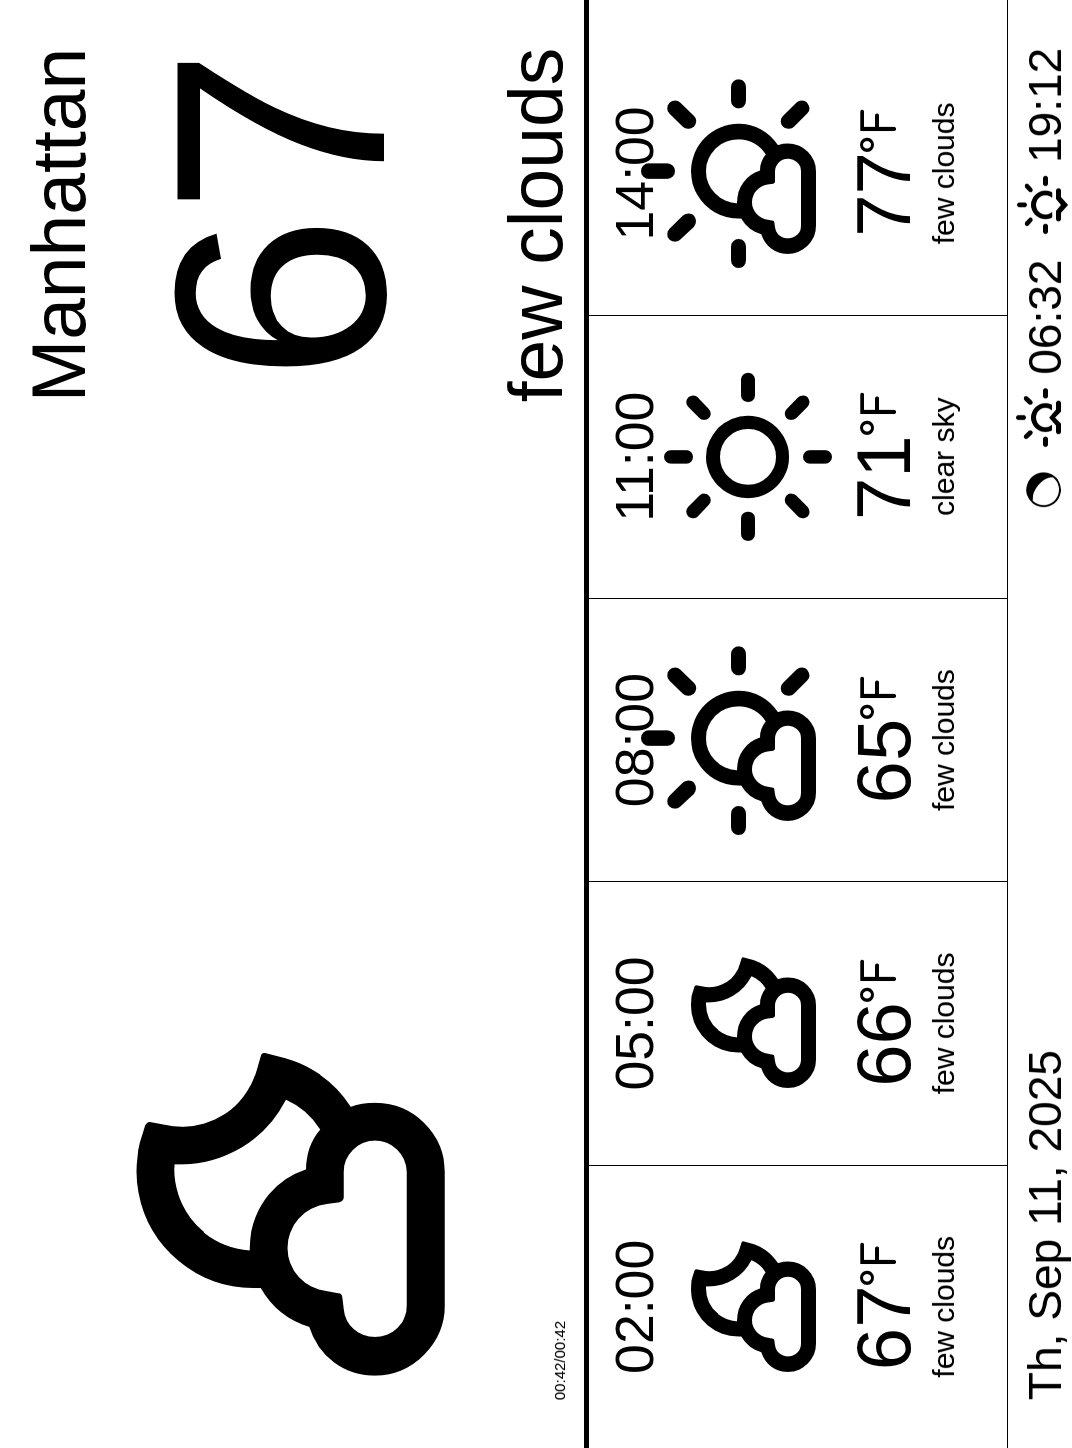 Manhattan
67
few clouds
00:42/00:42
02:00
67°F
few clouds
05:00
66°F
few clouds
08:00
65°F
few clouds
11:00
71°F
clear sky
14:00
77°F
few clouds
Th, Sep 11, 2025
06:32
19:12